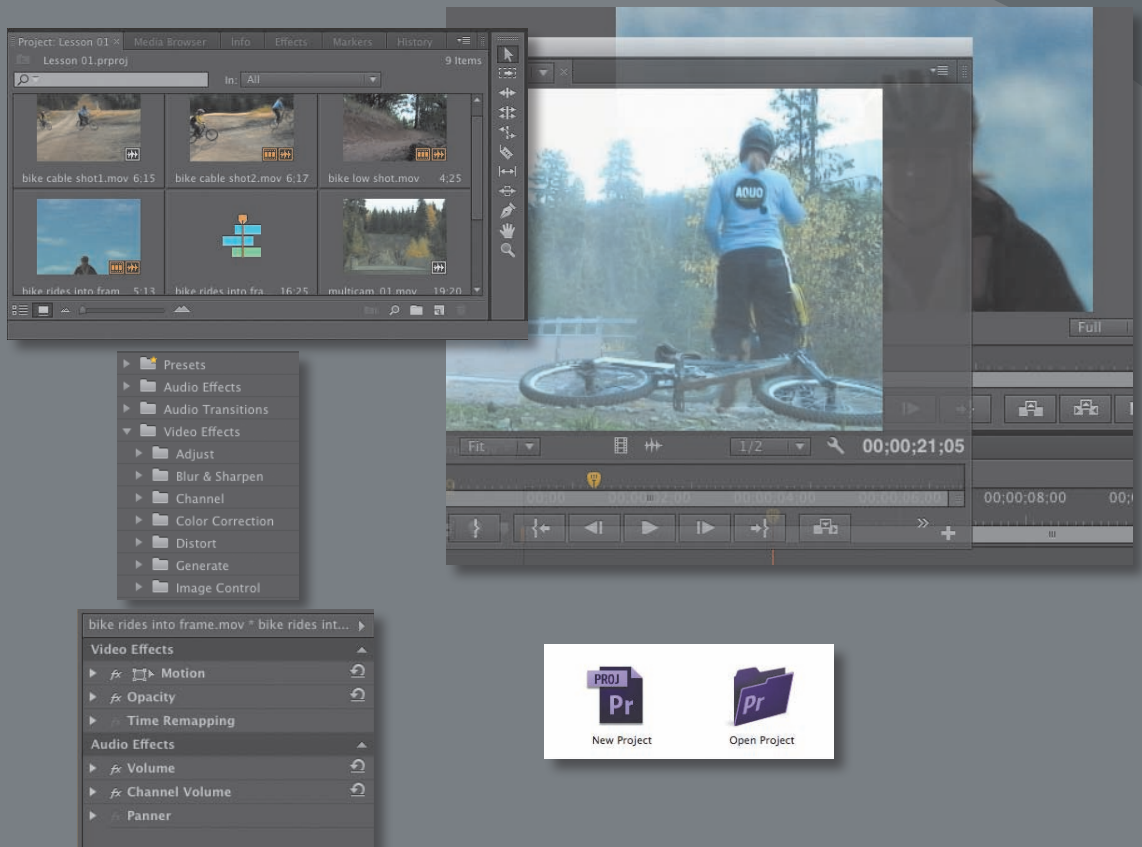 Project: Lesson 01 × Media Browser Info Effects Markers History
Lesson 01.prproj 9 Items
In: All
bike cable shot1.mov 6;15 bike cable shot2.mov 6;17 bike low shot.mov 4;25
bike rides into fram... 5:13 bike rides into fra... 16:25 multicam_01.mov 19:20
AQUO
Full
Fit 1/2 00;00;21;05
00;00 00;00;02;00 00;00;04;00 00;00;06;00 00;00;08;00 00;
Presets
Audio Effects
Audio Transitions
Video Effects
Adjust
Blur & Sharpen
Channel
Color Correction
Distort
Generate
Image Control
bike rides into frame.mov * bike rides int...
Video Effects
fx Motion
fx Opacity
Time Remapping
Audio Effects
fx Volume
fx Channel Volume
Panner
PROJ
Pr Pr
New Project Open Project